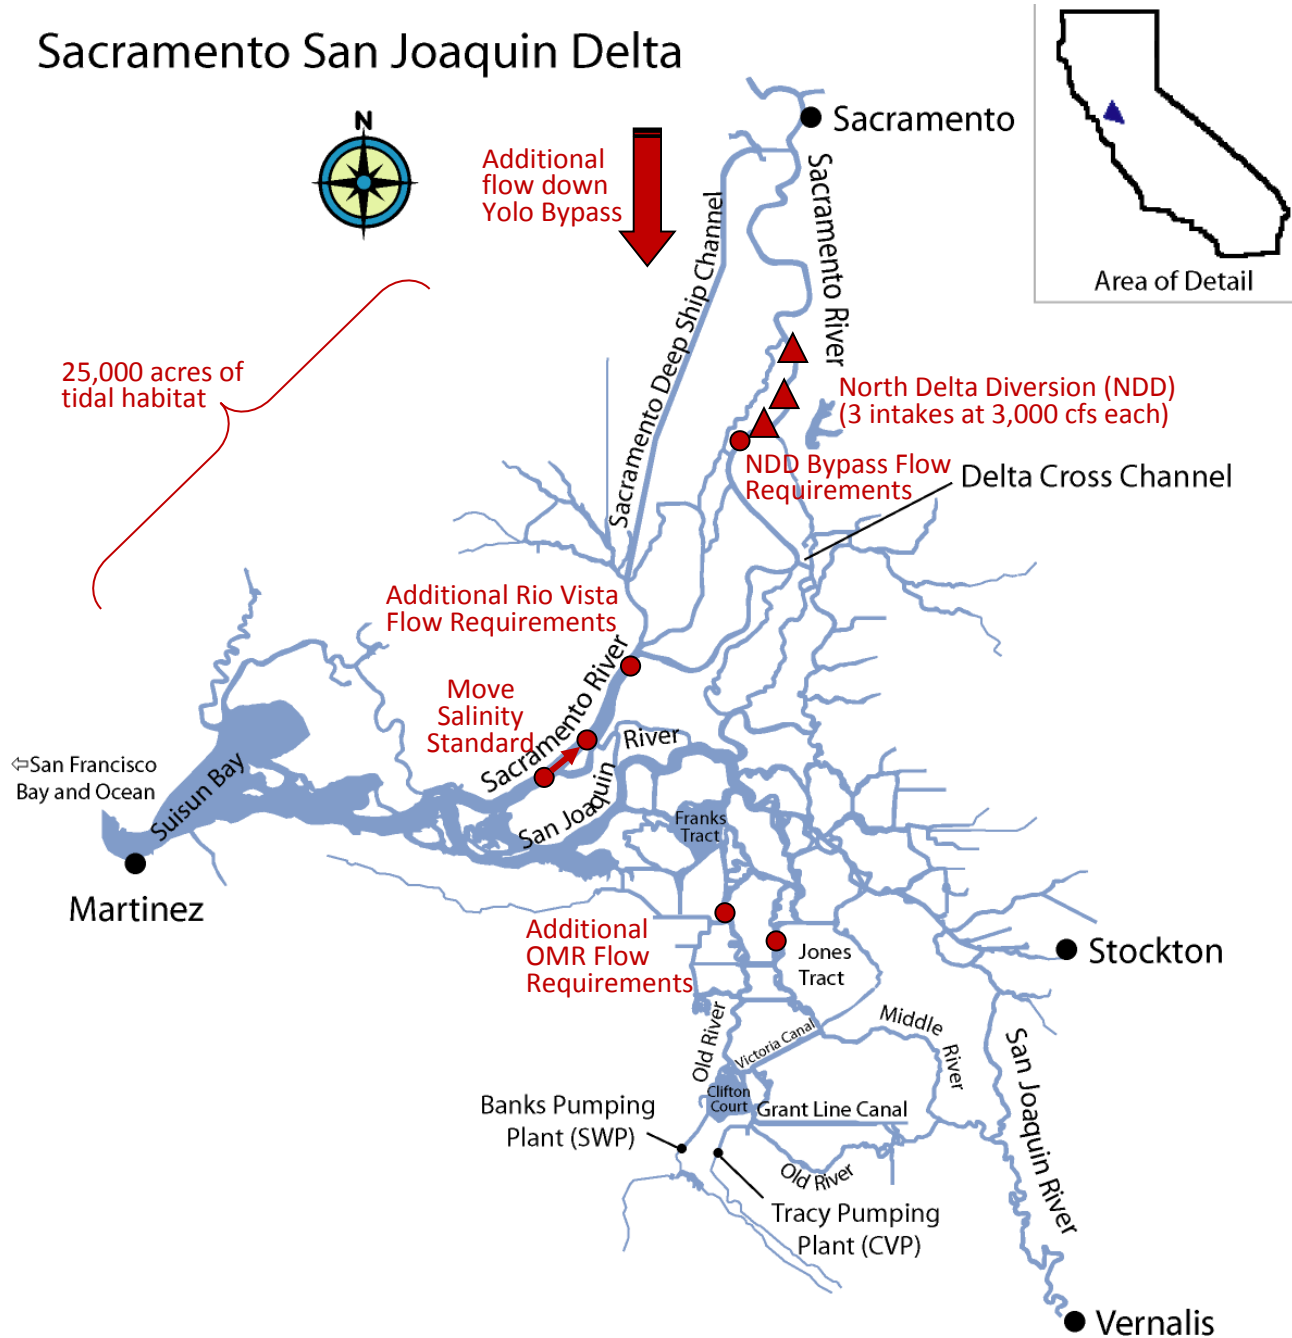 Sacramento San Joaquin Delta
N
Sacramento
Additional
flow down
Yolo Bypass
Area of Detail
Sacramento River
Sacramento Deep Ship Channel
25,000 acres of
tidal habitat
North Delta Diversion (NDD)
(3 intakes at 3,000 cfs each)
NDD Bypass Flow
Requirements
Delta Cross Channel
Additional Rio Vista
Flow Requirements
Move
Salinity
Standard
Sacramento River
San Joaquin River
⇦San Francisco
Bay and Ocean
Suisun Bay
Franks
Tract
Martinez
Additional
OMR Flow
Requirements
Jones
Tract
Stockton
Old River
Victoria Canal
Middle River
San Joaquin River
Clifton
Court
Grant Line Canal
Banks Pumping
Plant (SWP)
Old River
Tracy Pumping
Plant (CVP)
Vernalis